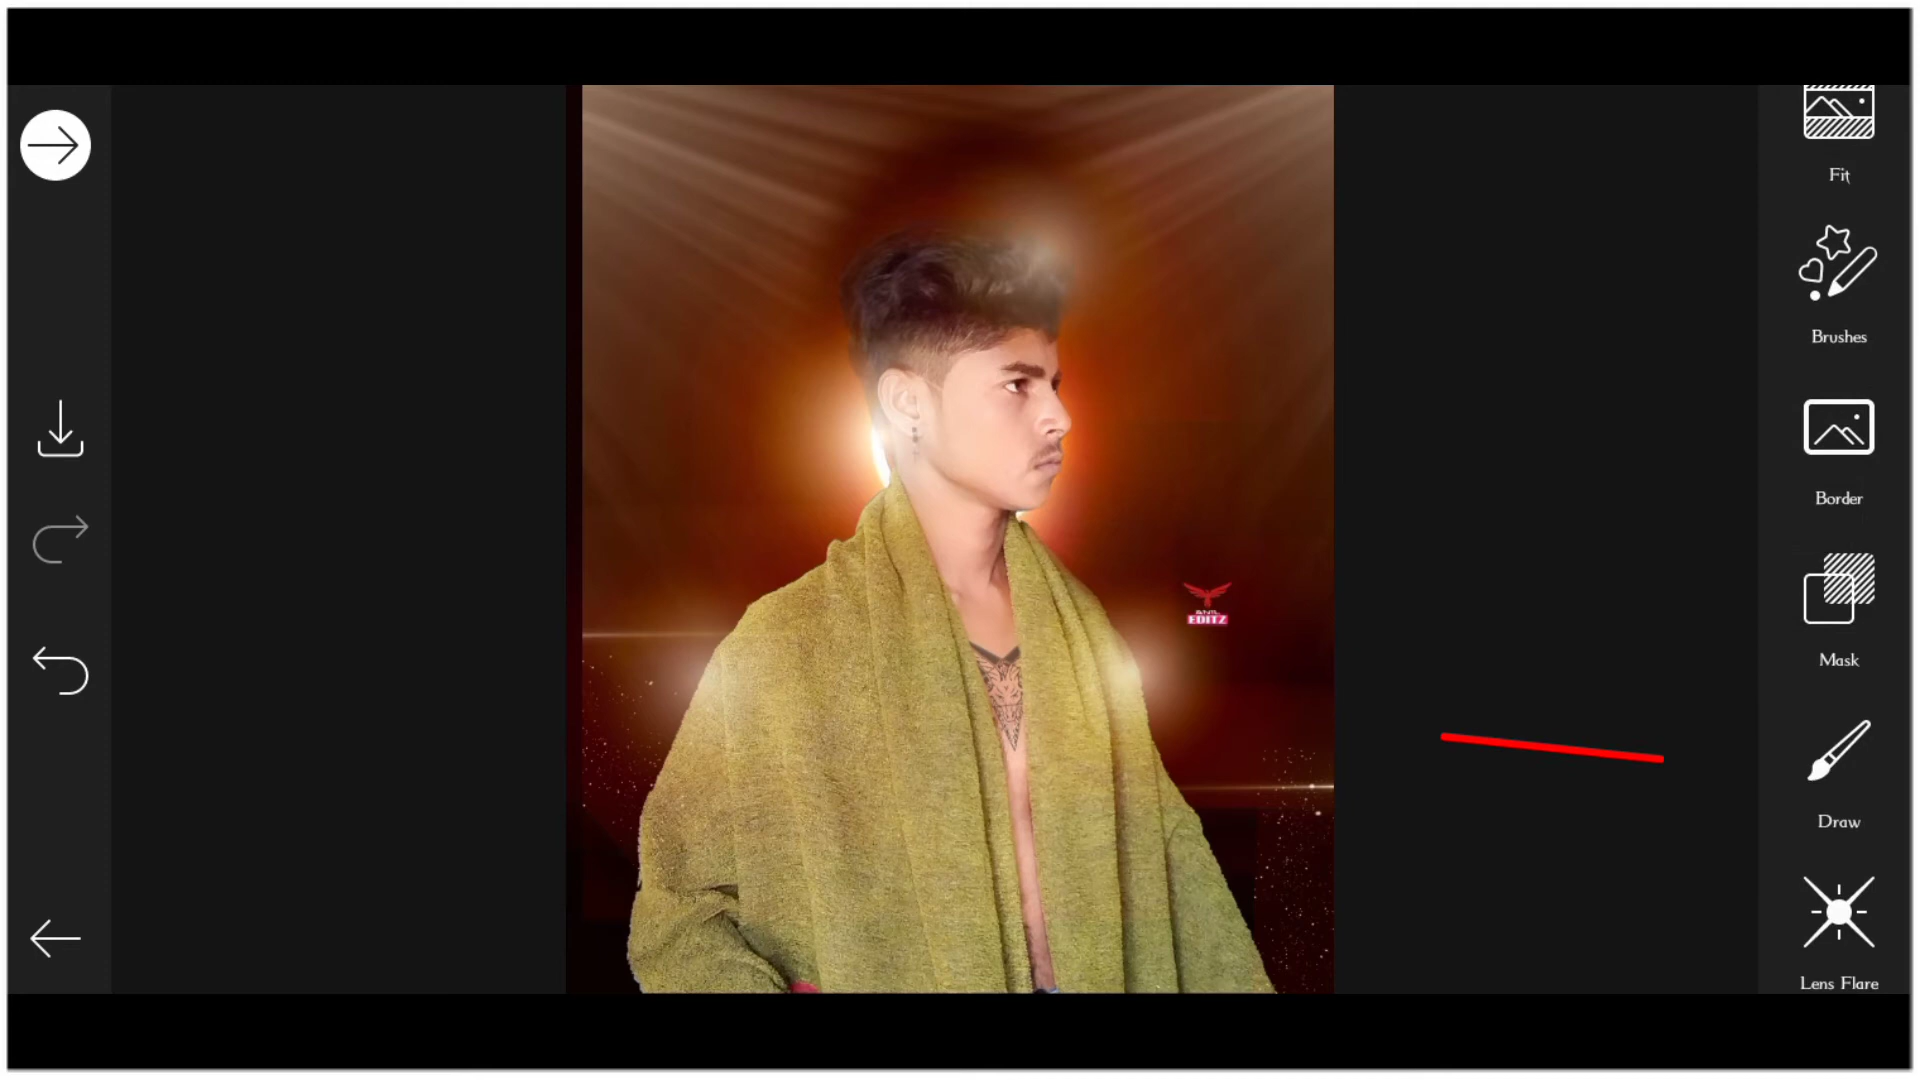 Fit
Brushes
Border
Mask
EDITZ
Draw
Lens Flare